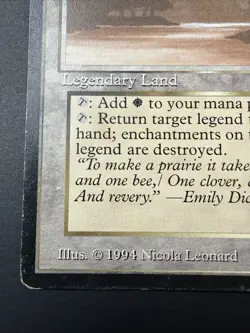 Legendary Land
: Add to your mana p
: Return target legend
hand; enchantments on t
legend are destroyed.
"To make a prairie it take
and one bee,/ One clover,
And revery." —Emily Dic
Illus. © 1994 Nicola Leonard